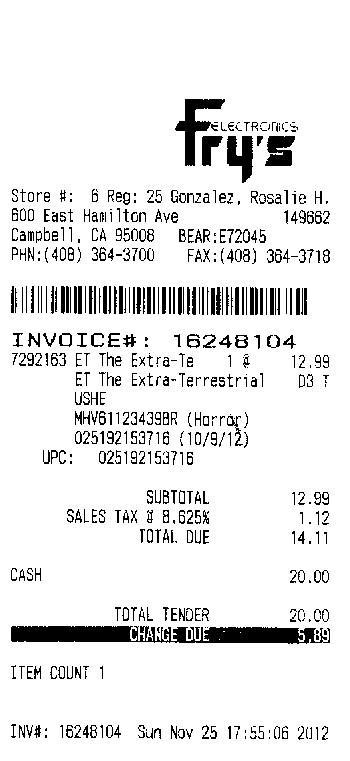 ELECTRONICS
Fry's
Store #: 6 Reg: 25 Gonzalez, Rosalie H.
600 East Hamilton Ave 149662
Campbell, CA 95008 BEAR:E72045
PHN:(408) 364-3700 FAX:(408) 364-3718
INVOICE#: 16248104
7292163 ET The Extra-Te 1 @ 12.99
ET The Extra-Terrestrial D3 T
USHE
MHV61123439BR (Horror)
025192153716 (10/9/12)
UPC: 025192153716
SUBTOTAL 12.99
SALES TAX @ 8.625% 1.12
TOTAL DUE 14.11
CASH 20.00
TOTAL TENDER 20.00
CHANGE DUE 5.89
ITEM COUNT 1
INV#: 16248104 Sun Nov 25 17:55:06 2012